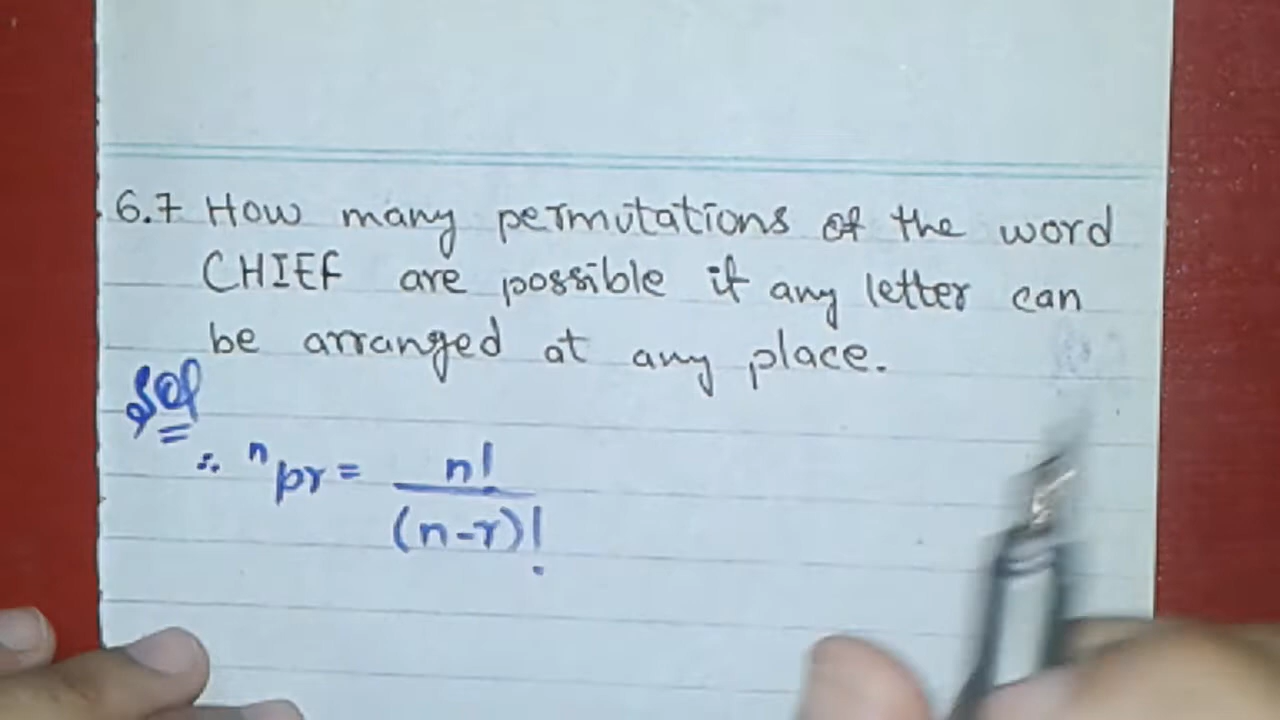 6.7 How many permutations of the word
CHIEF are possible if any letter can
be arranged at any place.
Sol
∴ ⁿpr = n!
(n-r)!